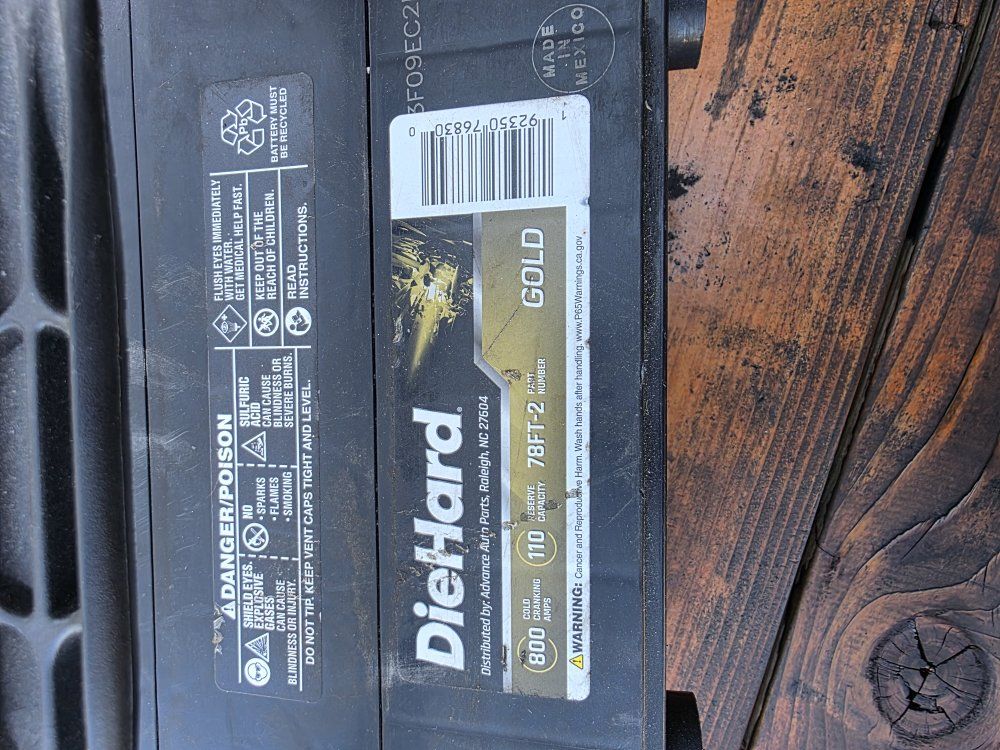 ⚠DANGER/POISON
SHIELD EYES.
EXPLOSIVE
GASES
CAN CAUSE
BLINDNESS OR INJURY.
NO
• SPARKS
• FLAMES
• SMOKING
SULFURIC
ACID
CAN CAUSE
BLINDNESS OR
SEVERE BURNS.
FLUSH EYES IMMEDIATELY
WITH WATER.
GET MEDICAL HELP FAST.
KEEP OUT OF THE
REACH OF CHILDREN.
READ
INSTRUCTIONS.
DO NOT TIP. KEEP VENT CAPS TIGHT AND LEVEL.
Pb
BATTERY MUST
BE RECYCLED
3F09EC2
MADE
IN
MEXICO
DieHard®
Distributed by: Advance Auto Parts, Raleigh, NC 27604
GOLD
800 COLD
CRANKING
AMPS
110 RESERVE
CAPACITY
78FT-2 PART
NUMBER
⚠WARNING: Cancer and Reproductive Harm. Wash hands after handling. www.P65Warnings.ca.gov
0 92350 76830 1